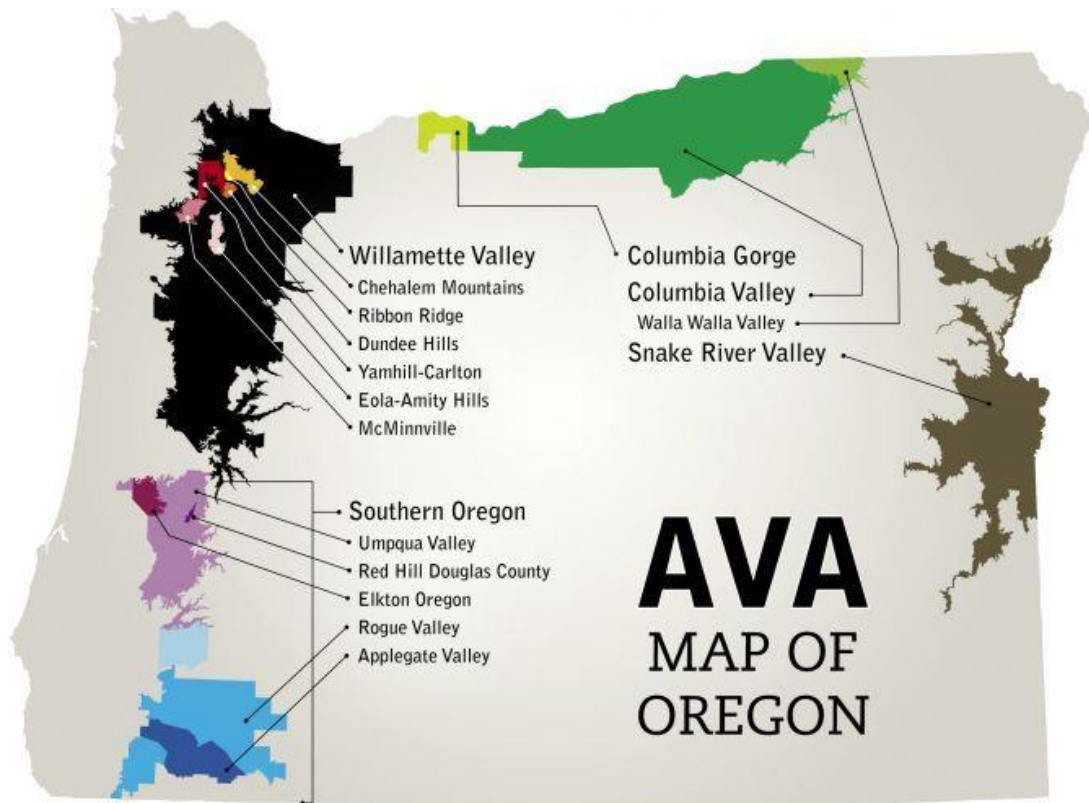 Willamette Valley
Chehalem Mountains
Ribbon Ridge
Dundee Hills
Yamhill-Carlton
Eola-Amity Hills
McMinnville
Columbia Gorge
Columbia Valley
Walla Walla Valley
Snake River Valley
Southern Oregon
Umpqua Valley
Red Hill Douglas County
Elkton Oregon
Rogue Valley
Applegate Valley
AVA
MAP OF
OREGON